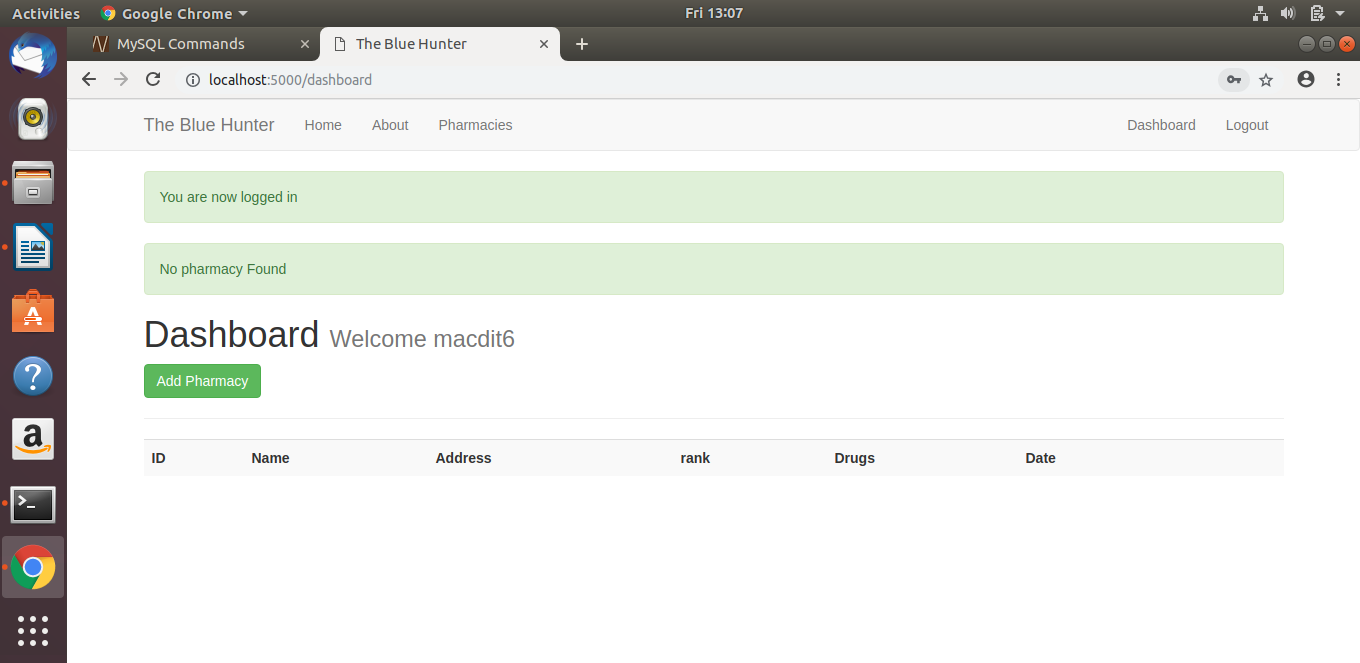 Activities Google Chrome Fri 13:07
MySQL Commands The Blue Hunter
localhost:5000/dashboard
The Blue Hunter Home About Pharmacies Dashboard Logout
You are now logged in
No pharmacy Found
Dashboard Welcome macdit6
Add Pharmacy
ID Name Address rank Drugs Date